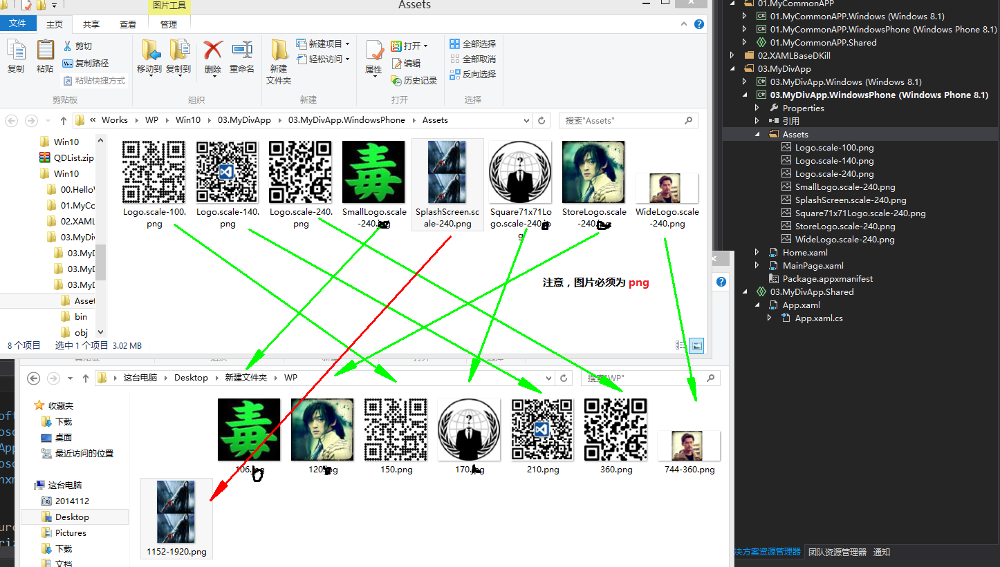 图片工具
Assets
文件
主页
共享
查看
管理
复制
粘贴
剪切
复制路径
粘贴快捷方式
剪贴板
移动到
复制到
删除
重命名
组织
新建
文件夹
新建项目
轻松访问
新建
属性
打开
编辑
历史记录
打开
全部选择
全部取消
反向选择
选择
« Works WP Win10 03.MyDivApp 03.MyDivApp.WindowsPhone Assets
搜索"Assets"
Win10
QDList.zip
Win10
00.HelloW
01.MyCo
02.XAML
03.MyDiv
03.MyD
03.MyD
03.MyD
Asset
bin
obj
Logo.scale-100.
png
Logo.scale-140.
png
Logo.scale-240.
png
SmallLogo.scale
-240.
SplashScreen.sc
ale-240.png
Square71x71Lo
go.scale-240.
g
StoreLogo.scale
-240.
WideLogo.scale
-240.png
注意，图片必须为 png
8 个项目 选中 1 个项目 3.02 MB
这台电脑 Desktop 新建文件夹 WP
搜索"WP"
收藏夹
下载
桌面
最近访问的位置
这台电脑
2014112
Desktop
Pictures
下载
文档
106.
120.
150.png
170.
210.png
360.png
744-360.png
1152-1920.png
01.MyCommonAPP
01.MyCommonAPP.Windows (Windows 8.1)
01.MyCommonAPP.WindowsPhone (Windows Phone 8.1)
01.MyCommonAPP.Shared
02.XAMLBaseDKill
03.MyDivApp
03.MyDivApp.Windows (Windows 8.1)
03.MyDivApp.WindowsPhone (Windows Phone 8.1)
Properties
引用
Assets
Logo.scale-100.png
Logo.scale-140.png
Logo.scale-240.png
SmallLogo.scale-240.png
SplashScreen.scale-240.png
Square71x71Logo.scale-240.png
StoreLogo.scale-240.png
WideLogo.scale-240.png
Home.xaml
MainPage.xaml
Package.appxmanifest
03.MyDivApp.Shared
App.xaml
App.xaml.cs
决方案资源管理器 团队资源管理器 通知
毒